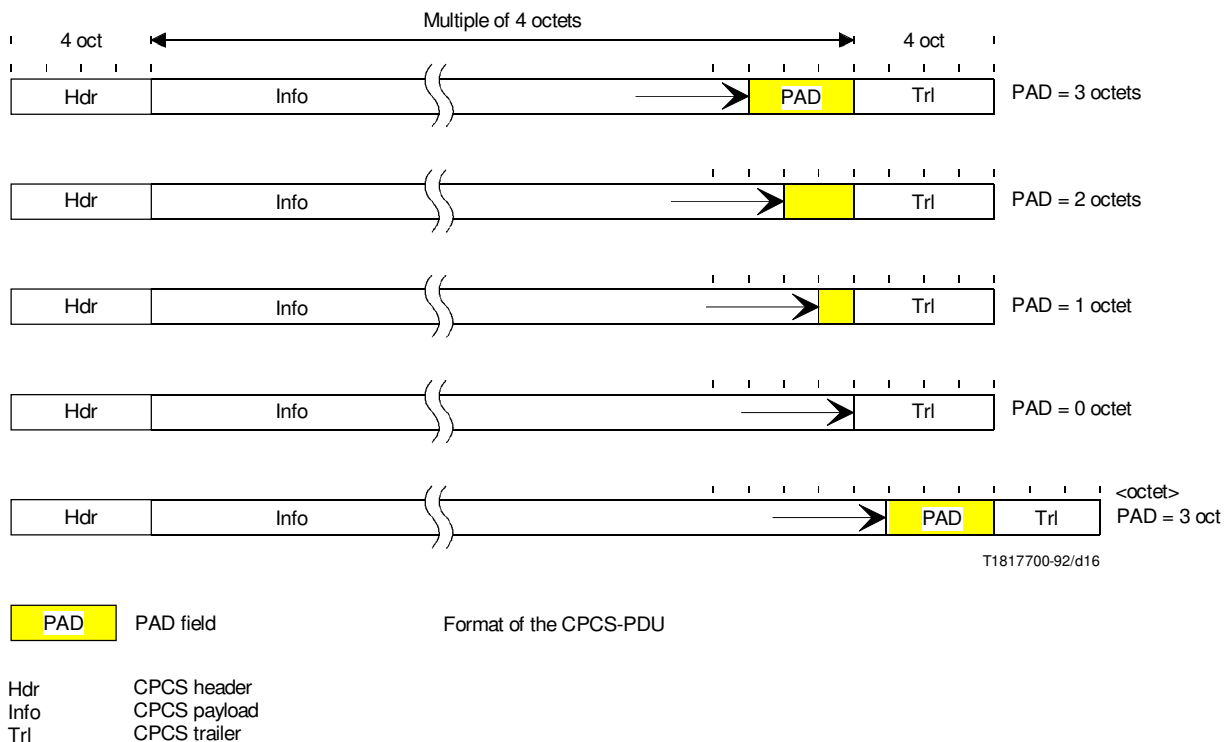 Multiple of 4 octets
4 oct 4 oct
Hdr Info PAD Trl PAD = 3 octets
Hdr Info Trl PAD = 2 octets
Hdr Info Trl PAD = 1 octet
Hdr Info Trl PAD = 0 octet
<octet>
Hdr Info PAD Trl PAD = 3 oct
T1817700-92/d16
PAD PAD field Format of the CPCS-PDU
Hdr CPCS header
Info CPCS payload
Trl CPCS trailer